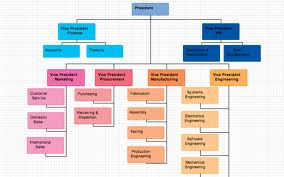 President
Vice President
Finance
Vice President
HR
Accounts
Treasury
Vice President
Marketing
Vice President
Procurement
Vice President
Manufacturing
Vice President
Engineering
Customer
Service
Domestic
Sales
International
Sales
Purchasing
Receiving &
Inspection
Fabrication
Assembly
Testing
Production
Engineering
Systems
Engineering
Electronics
Engineering
Software
Engineering
Mechanical
Engineering